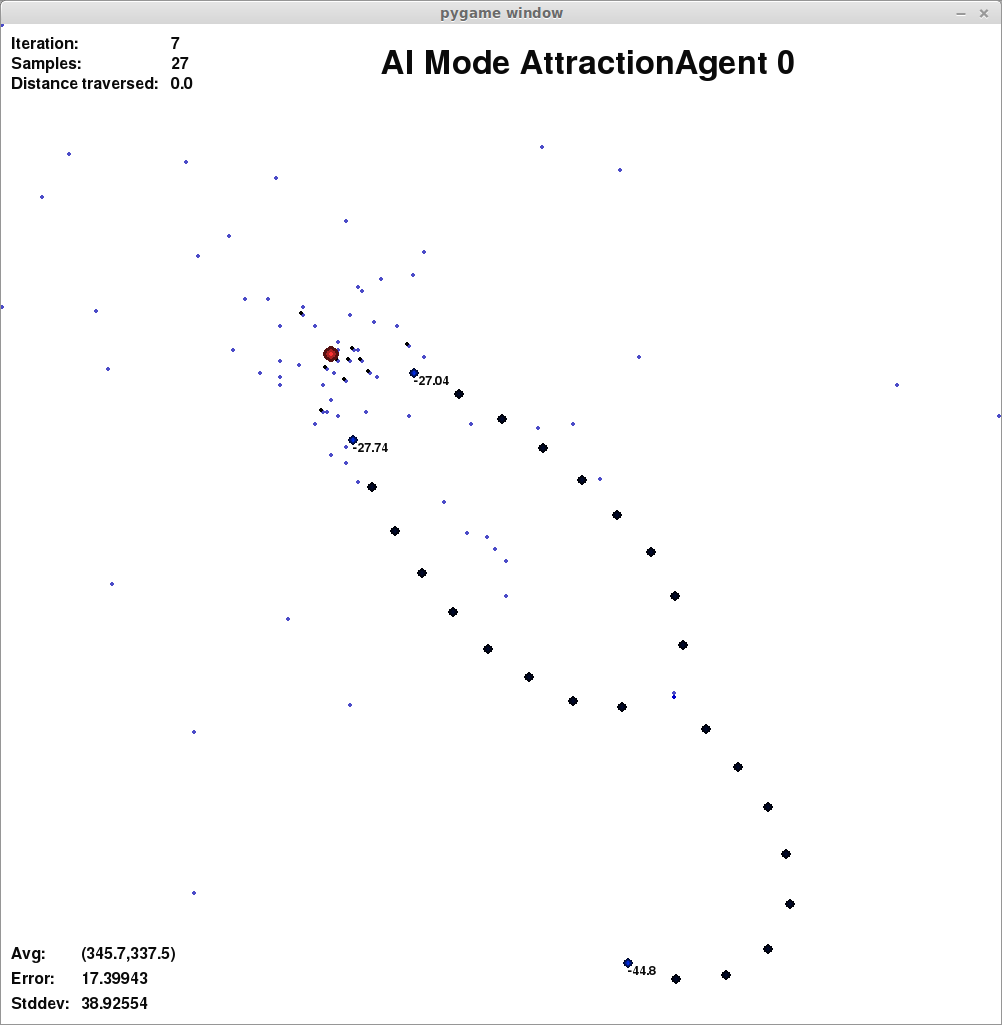 pygame window
Iteration: 7
Samples: 27
Distance traversed: 0.0
AI Mode AttractionAgent 0
-27.04
-27.74
-44.8
Avg: (345.7,337.5)
Error: 17.39943
Stddev: 38.92554